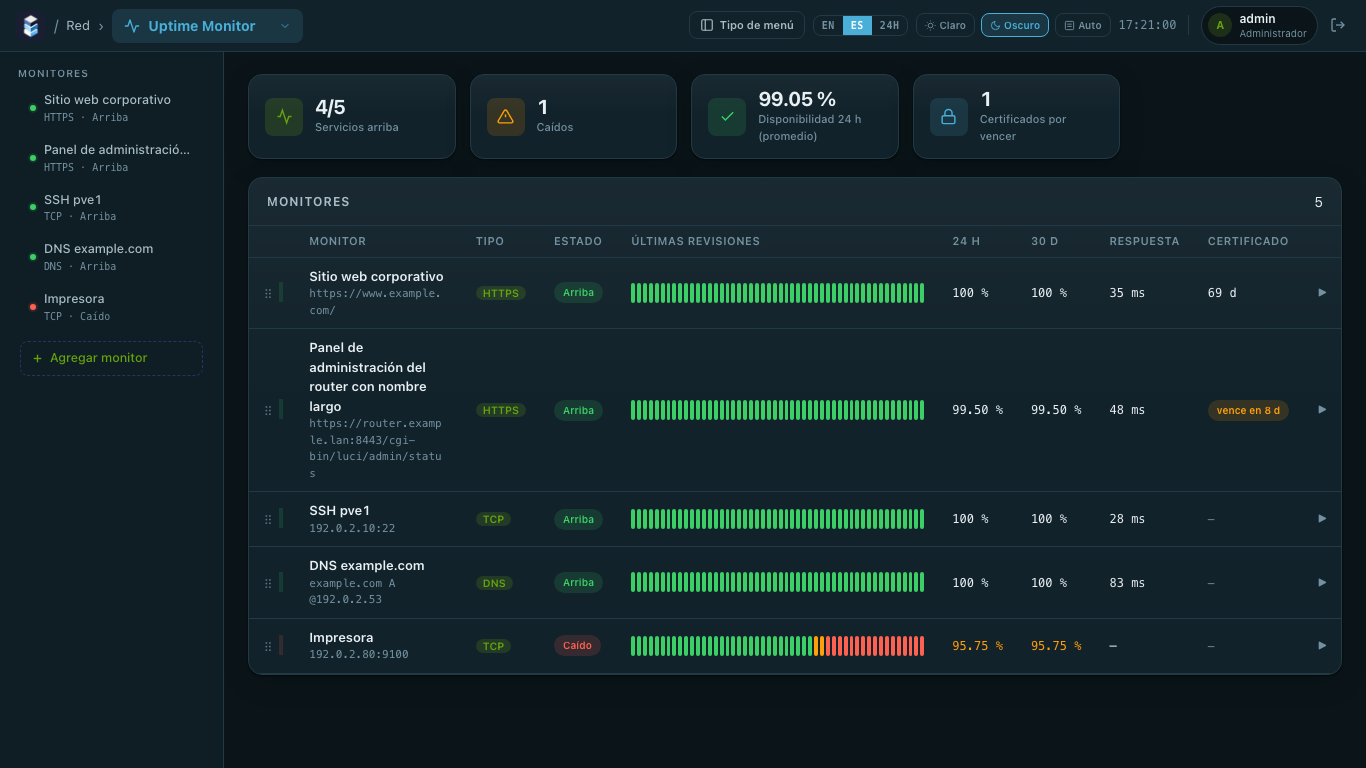 / Red › Uptime Monitor
Tipo de menú
EN ES 24H
Claro
Oscuro
Auto
17:21:00
A
admin
Administrador
MONITORES
Sitio web corporativo
HTTPS · Arriba
Panel de administració...
HTTPS · Arriba
SSH pve1
TCP · Arriba
DNS example.com
DNS · Arriba
Impresora
TCP · Caído
+ Agregar monitor
4/5
Servicios arriba
1
Caídos
99.05 %
Disponibilidad 24 h
(promedio)
1
Certificados por
vencer
MONITORES 5
MONITOR TIPO ESTADO ÚLTIMAS REVISIONES 24 H 30 D RESPUESTA CERTIFICADO
Sitio web corporativo
https://www.example.
com/
HTTPS Arriba 100 % 100 % 35 ms 69 d
Panel de
administración del
router con nombre
largo
https://router.examp
le.lan:8443/cgi-
bin/luci/admin/statu
s
HTTPS Arriba 99.50 % 99.50 % 48 ms vence en 8 d
SSH pve1
192.0.2.10:22
TCP Arriba 100 % 100 % 28 ms —
DNS example.com
example.com A
@192.0.2.53
DNS Arriba 100 % 100 % 83 ms —
Impresora
192.0.2.80:9100
TCP Caído 95.75 % 95.75 % — —